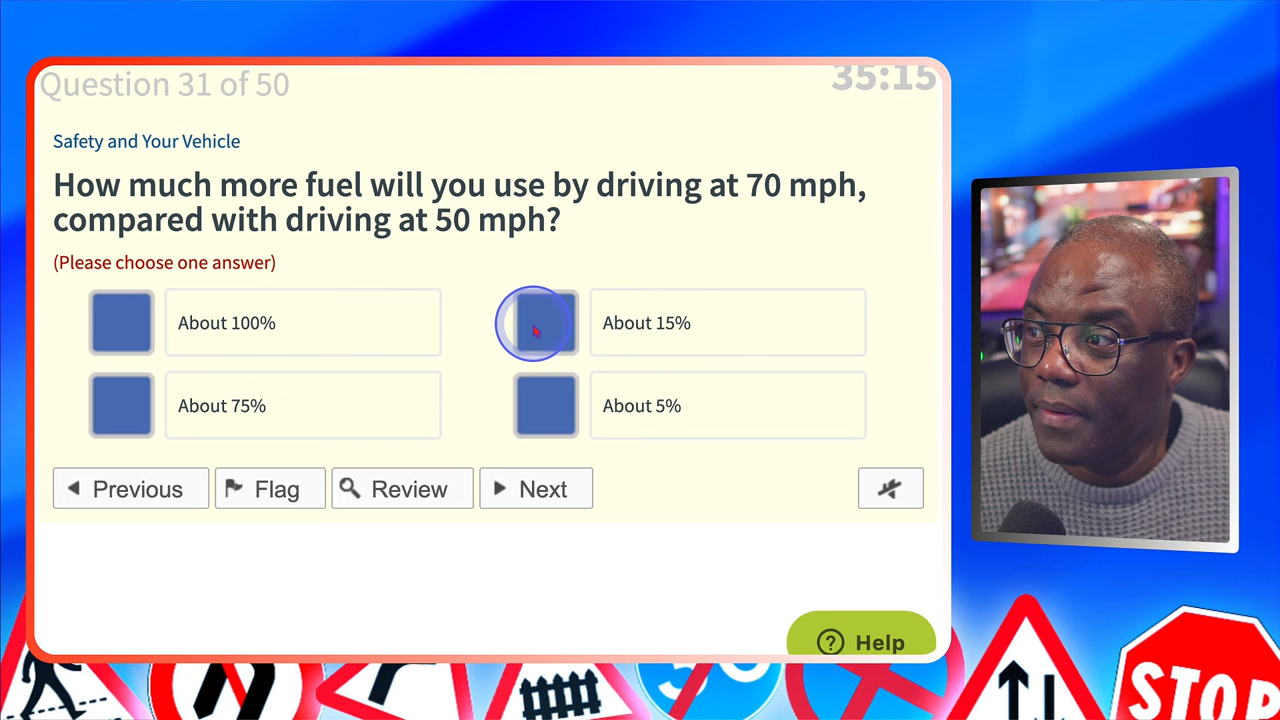 Question 31 of 50
35:15
Safety and Your Vehicle
How much more fuel will you use by driving at 70 mph,
compared with driving at 50 mph?
(Please choose one answer)
About 100%
About 15%
About 75%
About 5%
Previous
Flag
Review
Next
Help
STOP